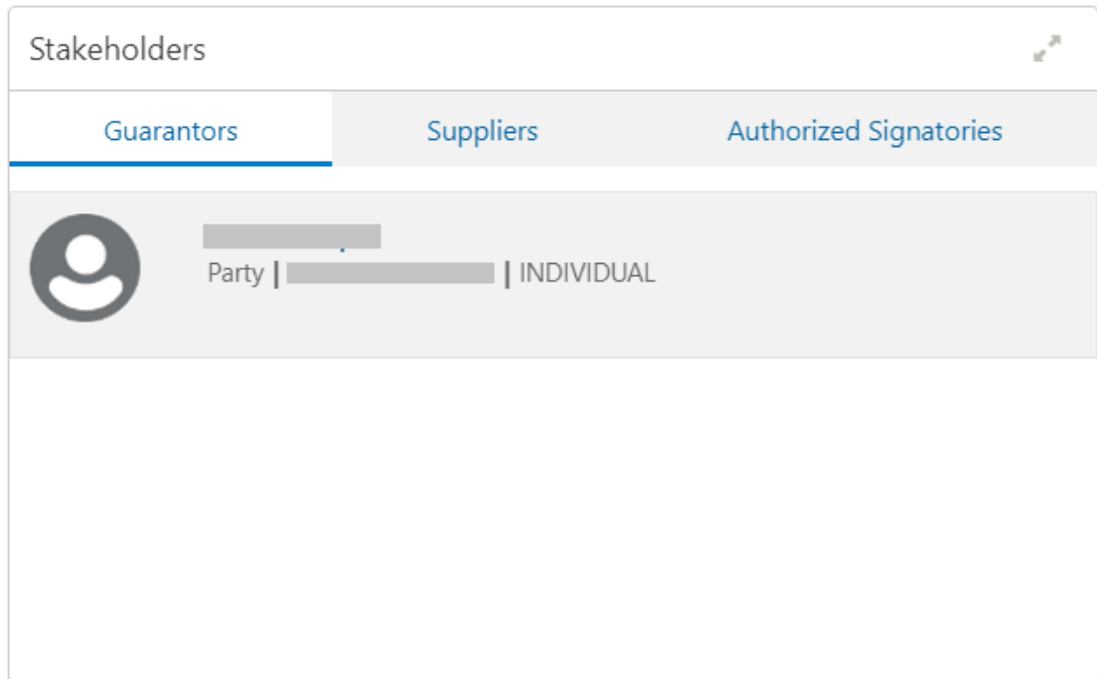 Stakeholders
Guarantors Suppliers Authorized Signatories
Party | | INDIVIDUAL